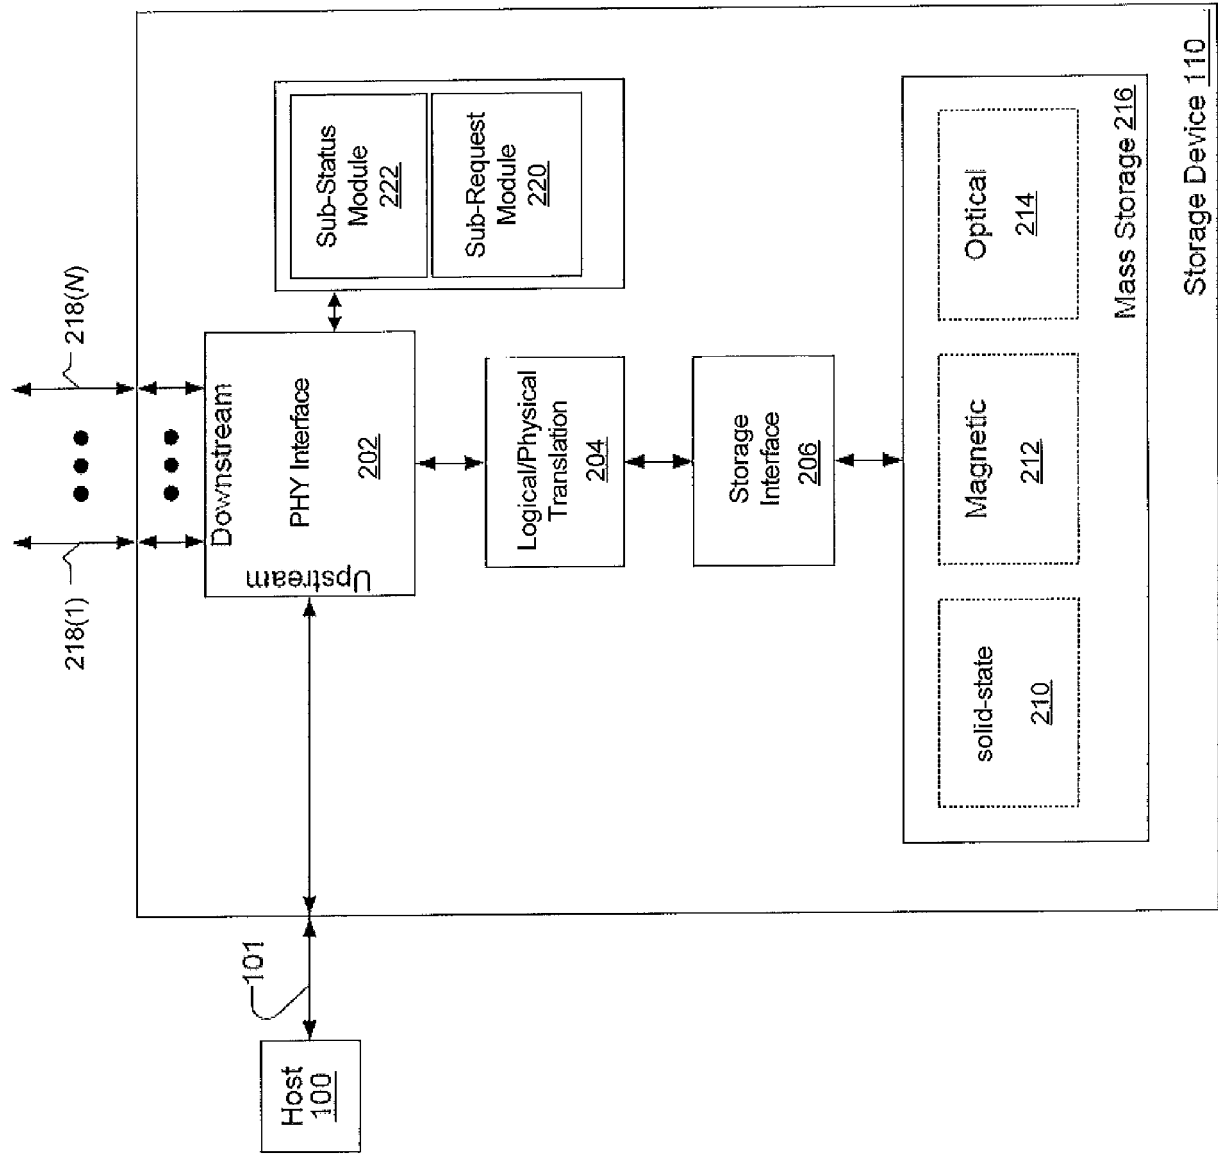 Host
100
101
218(1)
218(N)
Upstream
Downstream
PHY Interface
202
Sub-Status
Module
222
Sub-Request
Module
220
Logical/Physical
Translation
204
Storage
Interface
206
solid-state
210
Magnetic
212
Optical
214
Mass Storage 216
Storage Device 110